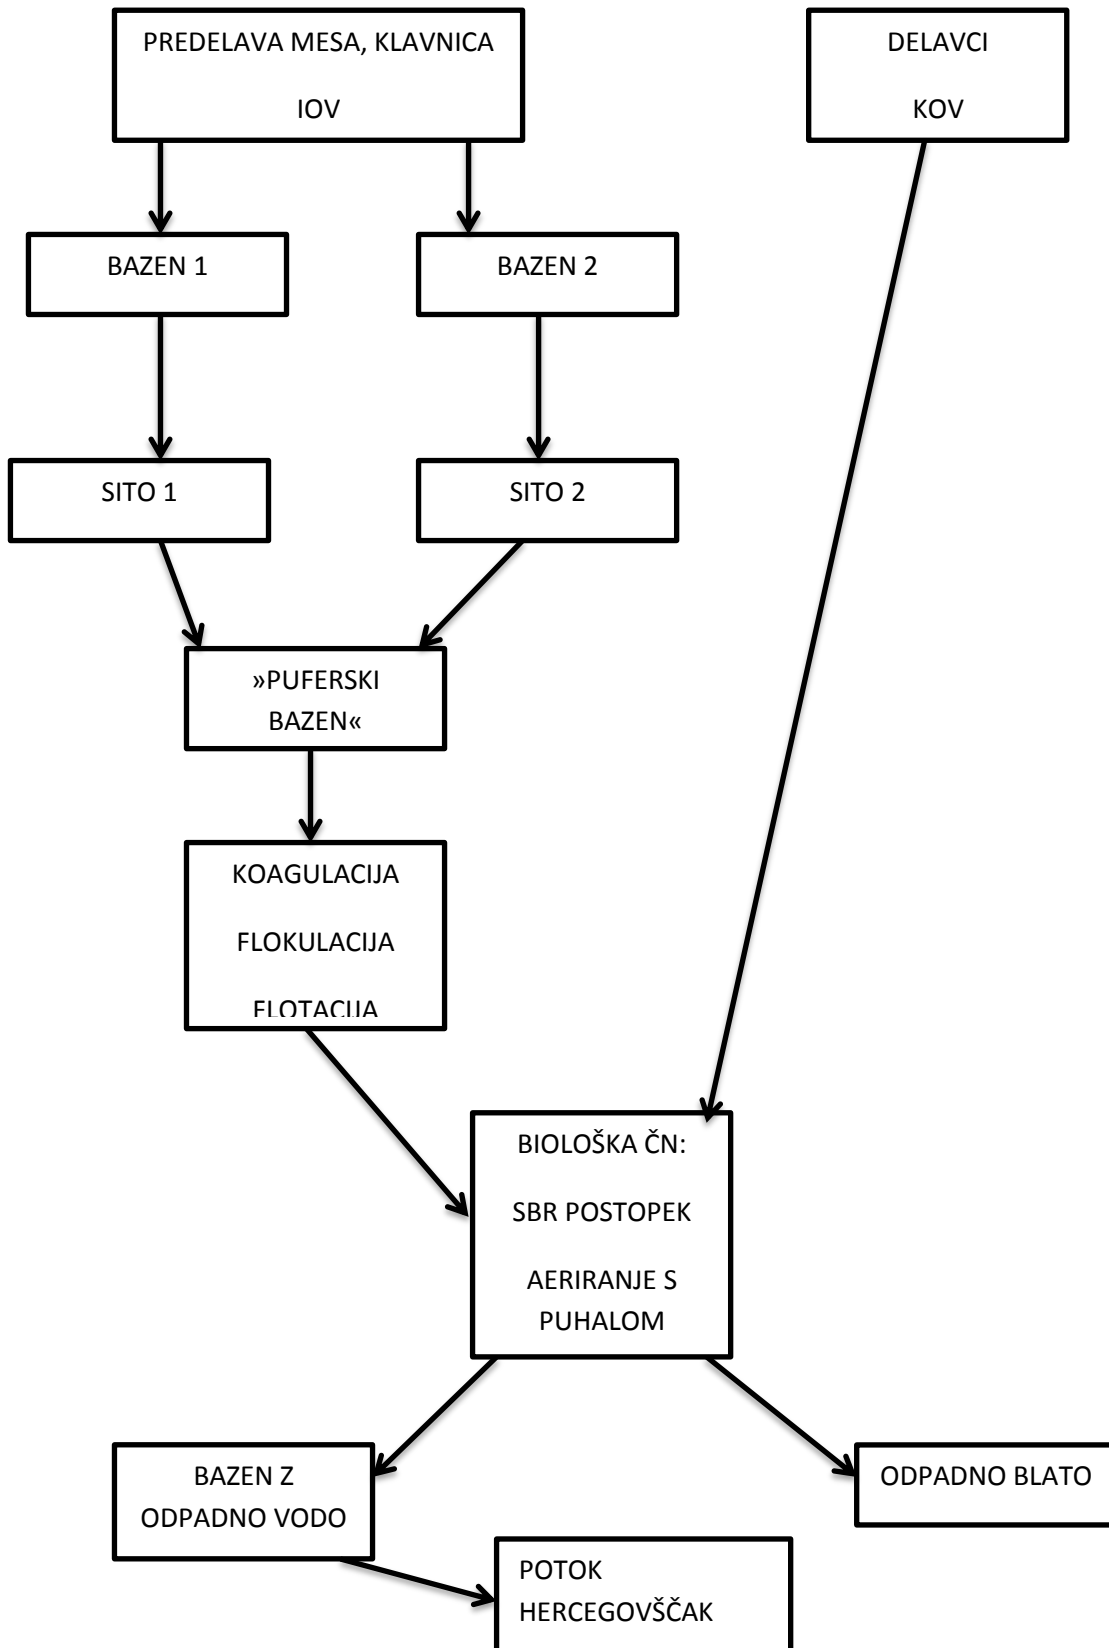 PREDELAVA MESA, KLAVNICA
IOV
DELAVCI
KOV
BAZEN 1
BAZEN 2
SITO 1
SITO 2
»PUFERSKI
BAZEN«
KOAGULACIJA
FLOKULACIJA
FLOTACIJA
BIOLOŠKA ČN:
SBR POSTOPEK
AERIRANJE S
PUHALOM
BAZEN Z
ODPADNO VODO
ODPADNO BLATO
POTOK
HERCEGOVŠČAK